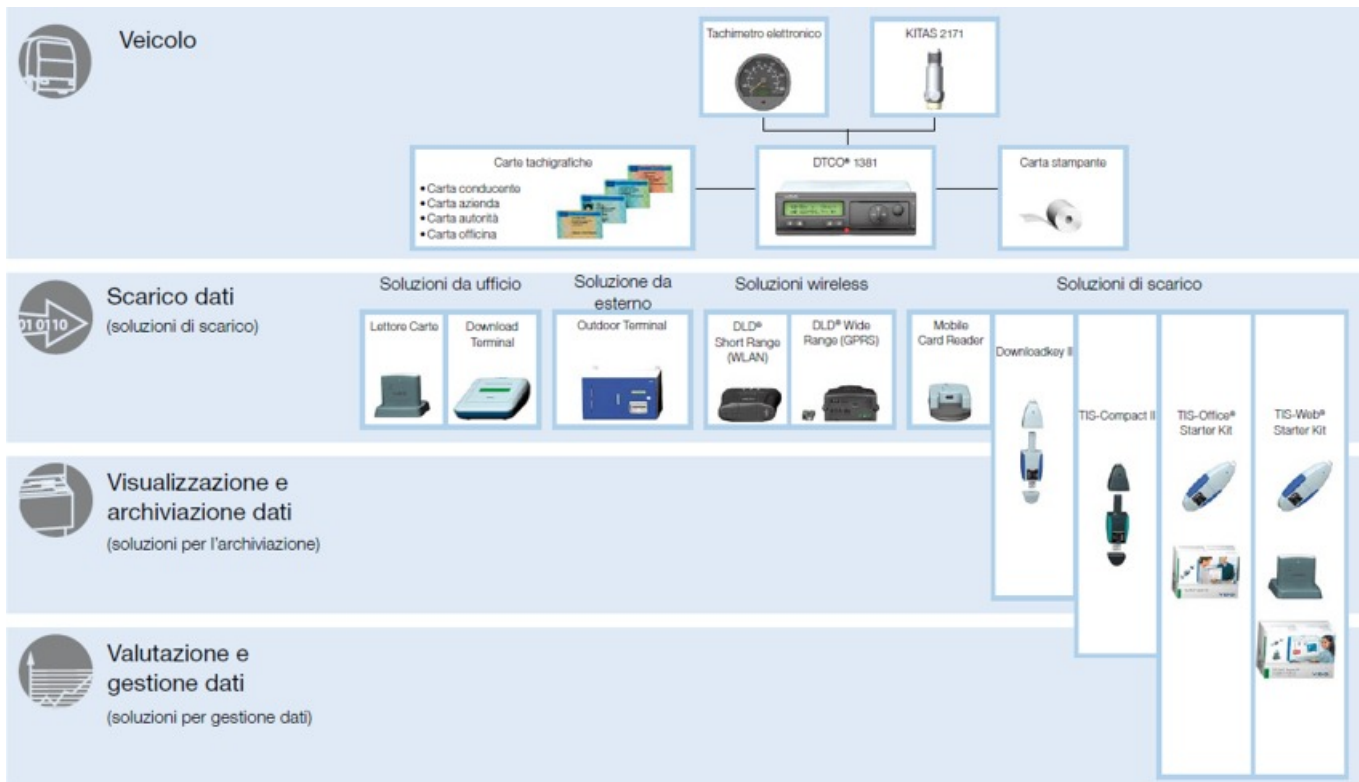 Veicolo
Tachimetro elettronico
KITAS 2171
Carte tachigrafiche
• Carta conducente
• Carta azienda
• Carta autorità
• Carta officina
DTCO® 1381
Carta stampante
Scarico dati
(soluzioni di scarico)
Soluzioni da ufficio
Soluzione da
esterno
Soluzioni wireless
Soluzioni di scarico
Lettore Carte
Download
Terminal
Outdoor Terminal
DLD®
Short Range
(WLAN)
DLD® Wide
Range (GPRS)
Mobile
Card Reader
Downloadkey II
TIS-Compact II
TIS-Office®
Starter Kit
TIS-Web®
Starter Kit
01 0110
Visualizzazione e
archiviazione dati
(soluzioni per l'archiviazione)
Valutazione e
gestione dati
(soluzioni per gestione dati)